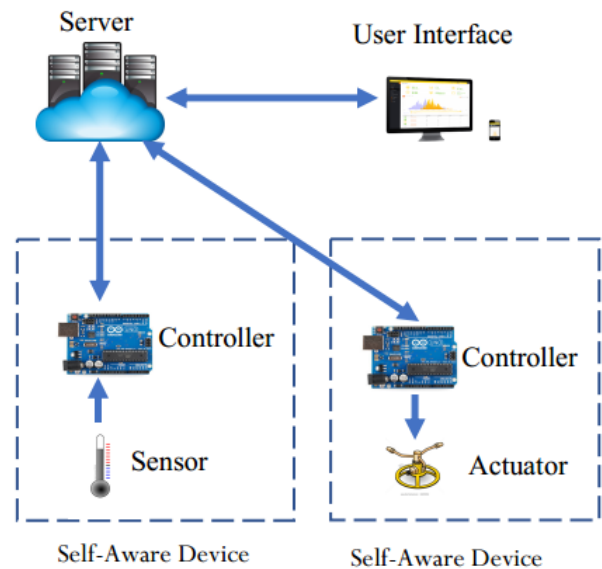 Server
User Interface
Controller
Controller
Sensor
Actuator
Self-Aware Device
Self-Aware Device